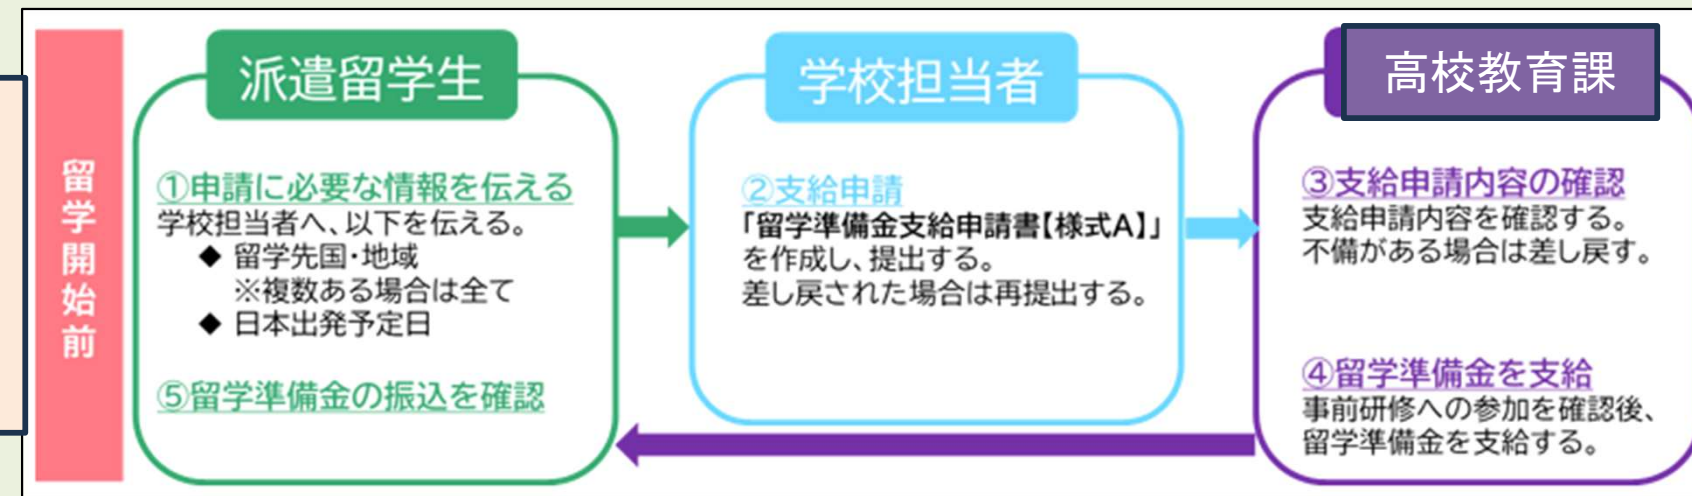 留学開始前
派遣留学生
①申請に必要な情報を伝える
学校担当者へ、以下を伝える。
◆ 留学先国・地域
※複数ある場合は全て
◆ 日本出発予定日
⑤留学準備金の振込を確認
学校担当者
②支給申請
「留学準備金支給申請書【様式A】」
を作成し、提出する。
差し戻された場合は再提出する。
高校教育課
③支給申請内容の確認
支給申請内容を確認する。
不備がある場合は差し戻す。
④留学準備金を支給
事前研修への参加を確認後、
留学準備金を支給する。